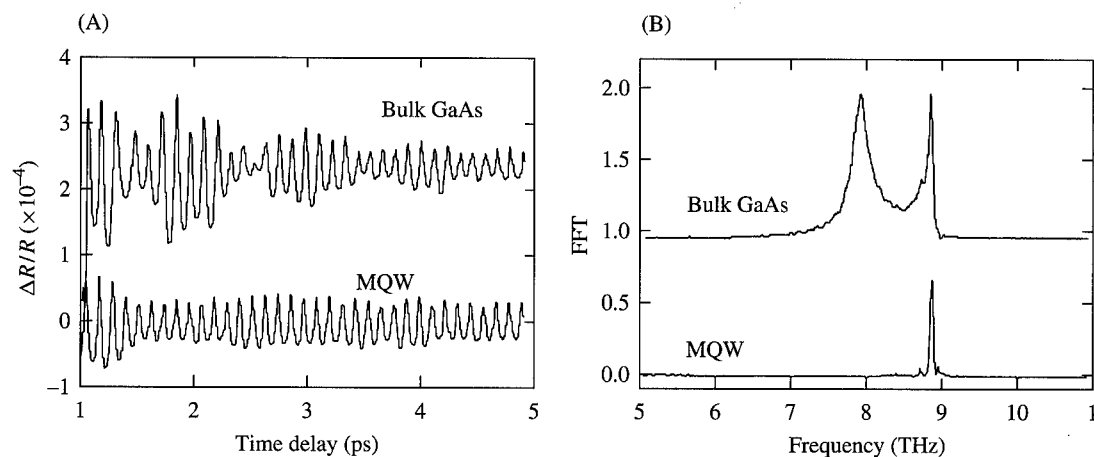 (A)
4
3
2
1
0
−1
ΔR/R (×10⁻⁴)
Bulk GaAs
MQW
1
2
3
4
5
Time delay (ps)
(B)
2.0
1.5
1.0
0.5
0.0
FFT
Bulk GaAs
MQW
5
6
7
8
9
10
1
Frequency (THz)